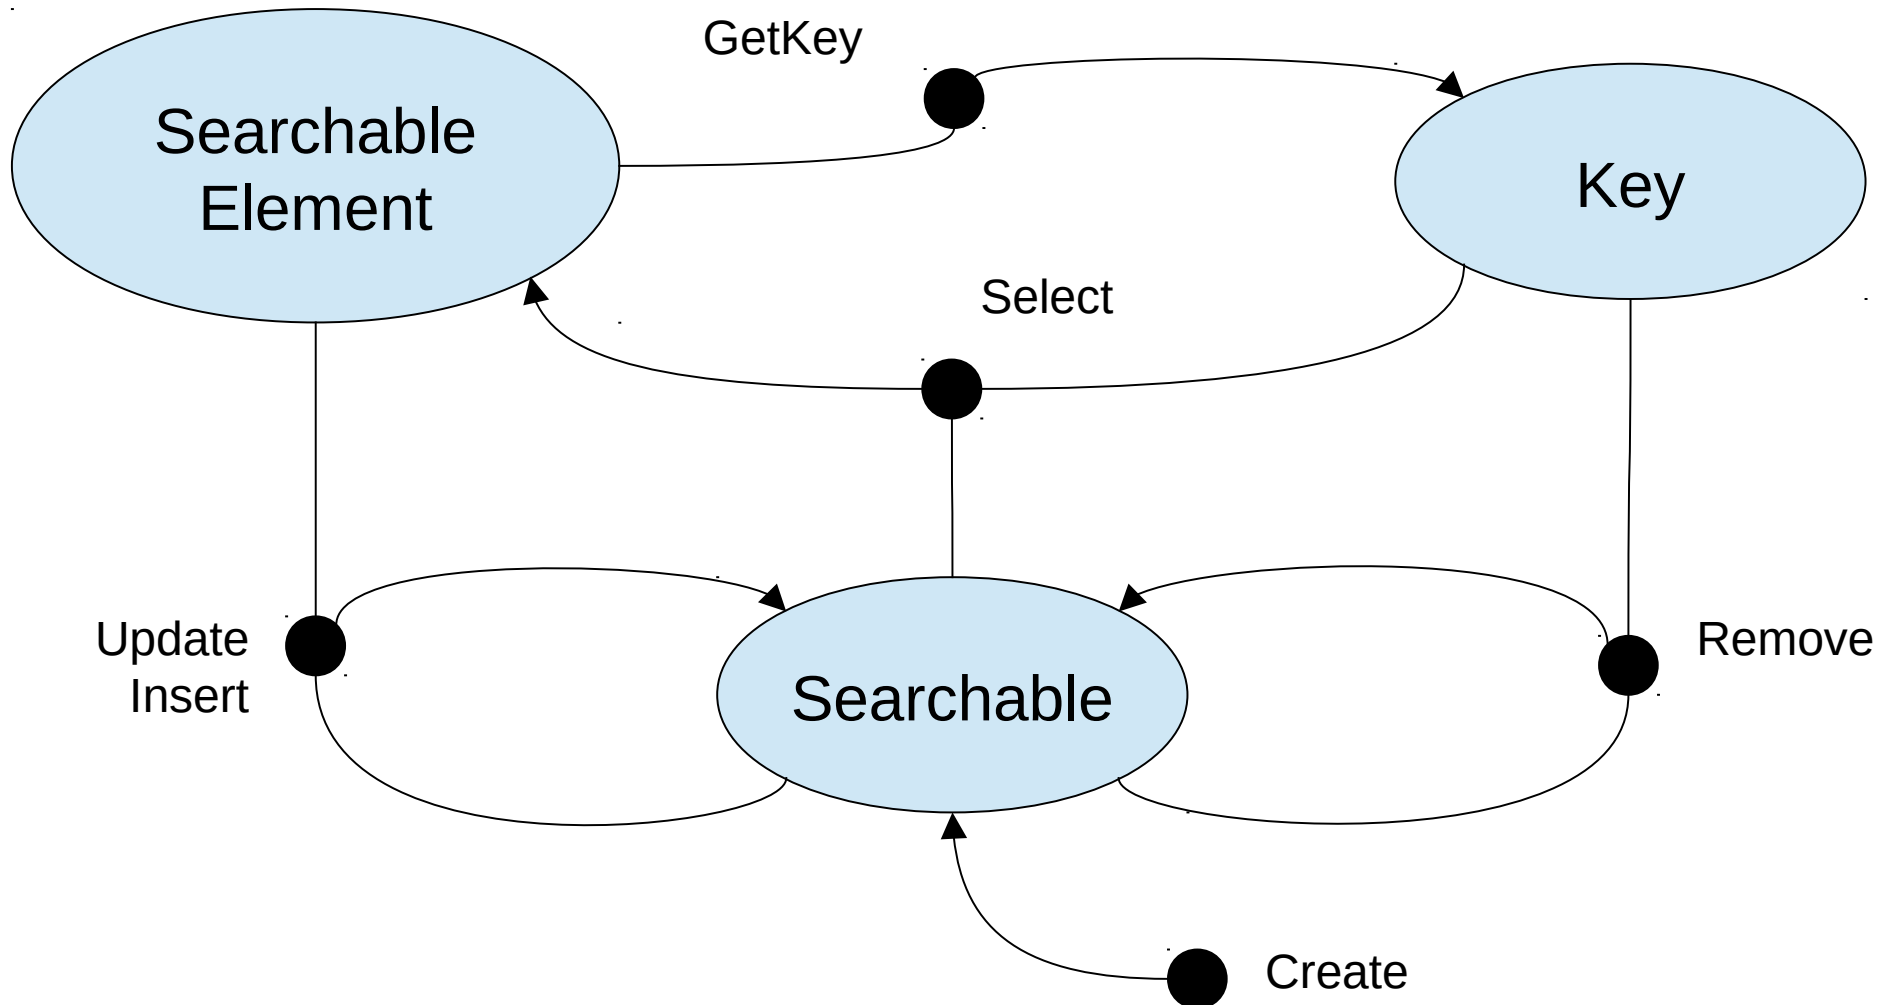 GetKey
Searchable
Element
Key
Select
Update
Insert
Remove
Searchable
Create